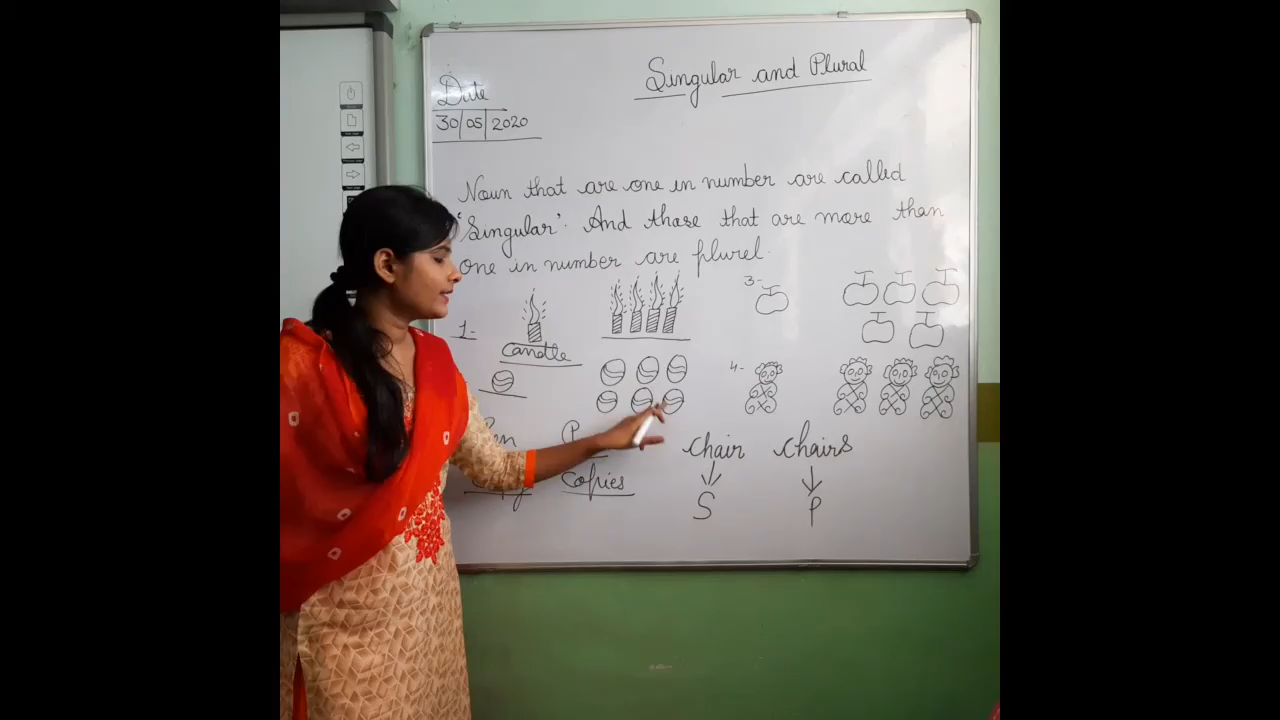 Singular and Plural
Date
30/05/2020
Noun that are one in number are called
'Singular'. And those that are more than
one in number are plurel.
1-
3-
Candle
4-
Chair Chairs
Copies
S P